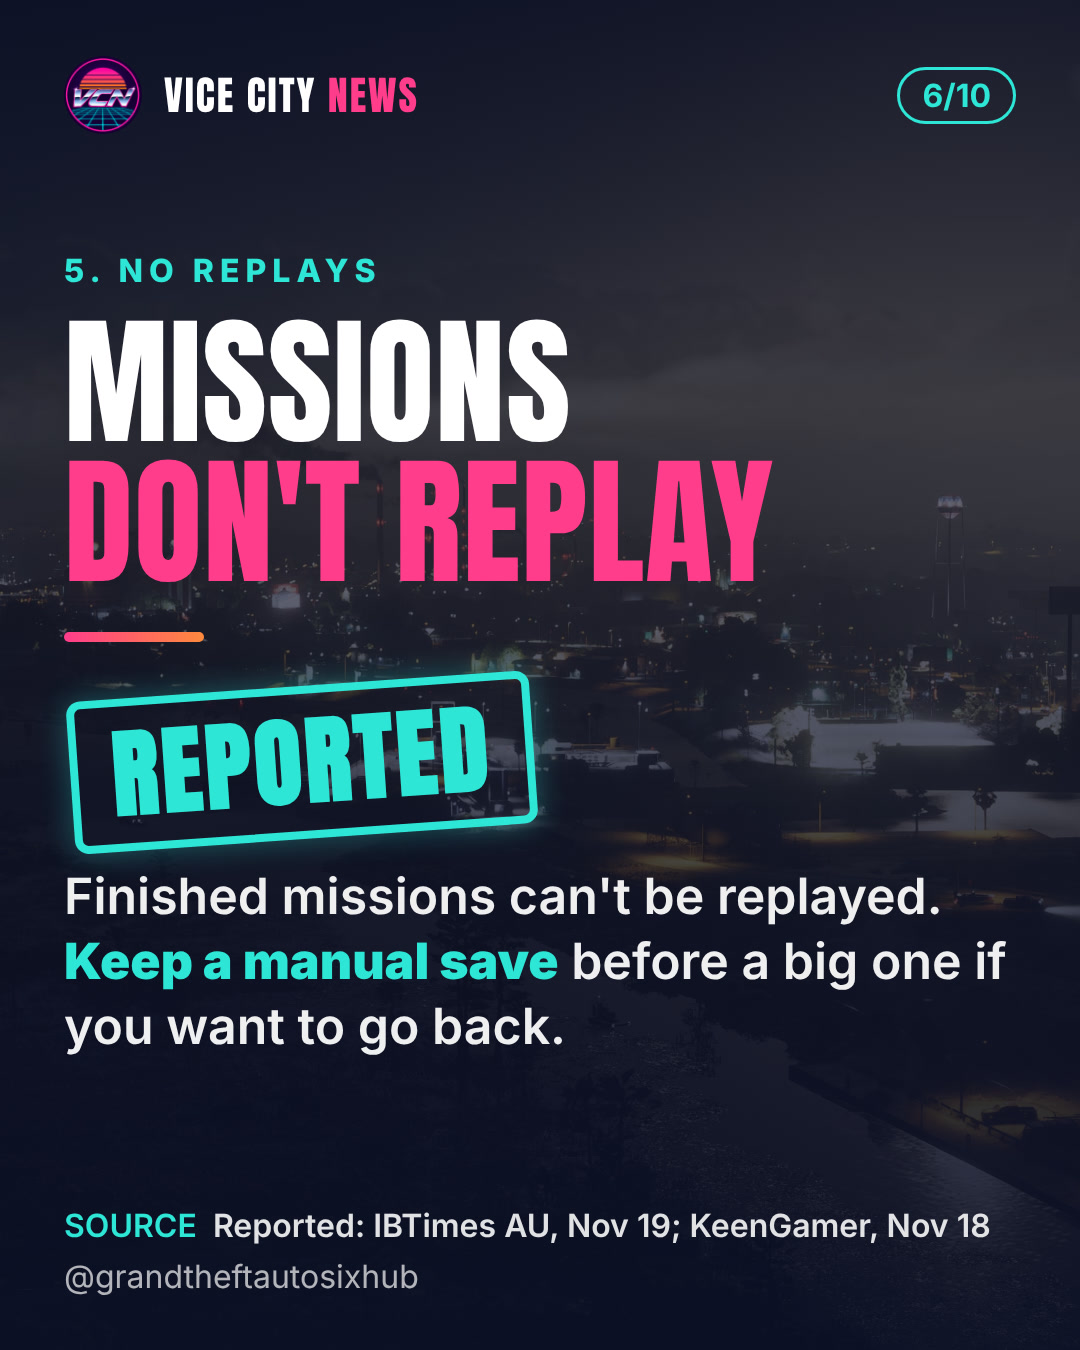 VCN
VICE CITY NEWS
6/10
5. NO REPLAYS
MISSIONS
DON'T REPLAY
REPORTED
Finished missions can't be replayed.
Keep a manual save before a big one if
you want to go back.
SOURCE Reported: IBTimes AU, Nov 19; KeenGamer, Nov 18
@grandtheftautosixhub